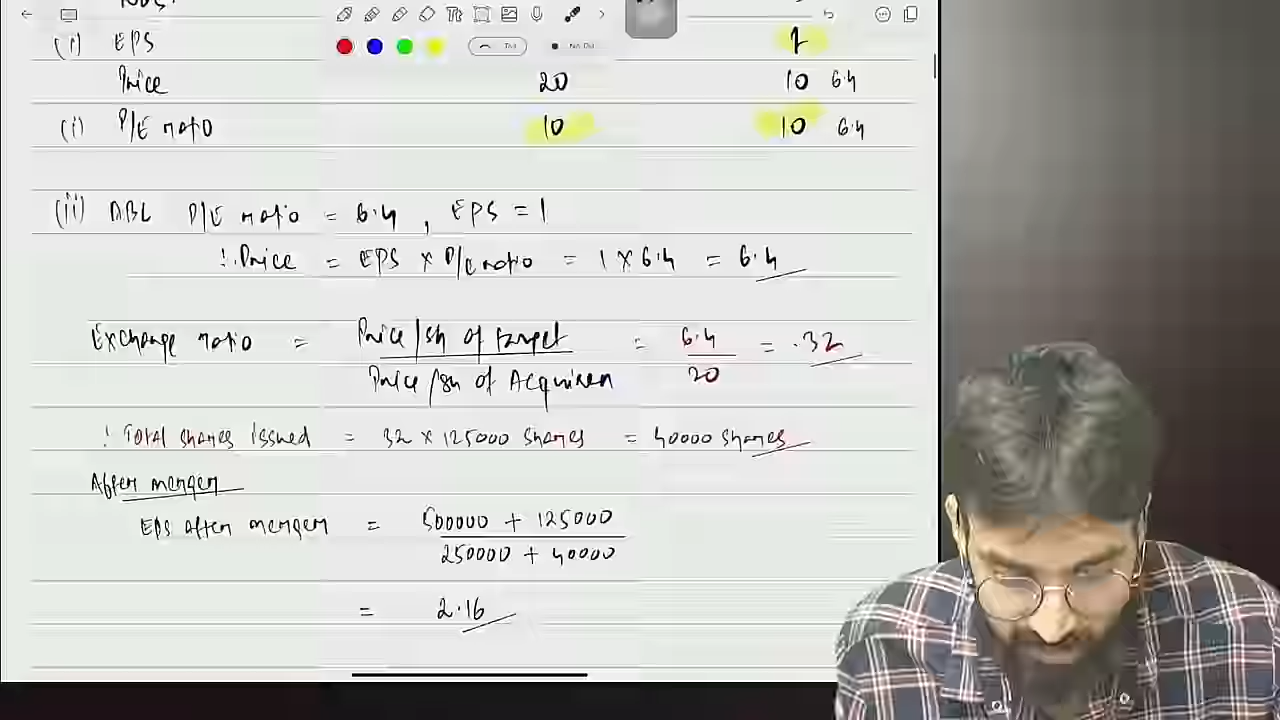 (i) EPS 1
Price 20 10 6.4
(i) P/E ratio 10 10 6.4
(ii) ABL P/E ratio = 6.4 , EPS = 1
∴ Price = EPS × P/E ratio = 1 × 6.4 = 6.4
Exchange ratio = Price/sh of target / Price/sh of Acquirer = 6.4 / 20 = .32
∴ Total shares issued = 32 × 125000 shares = 40000 shares
After merger
EPS after merger = 500000 + 125000 / 250000 + 40000
= 2.16